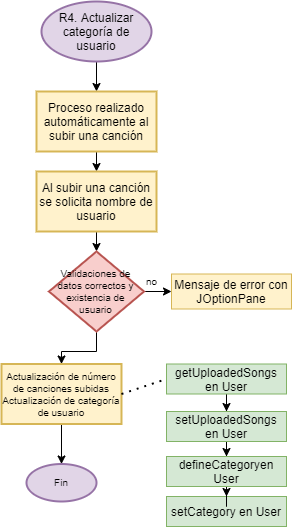 R4. Actualizar
categoría de
usuario
Proceso realizado
automáticamente al
subir una canción
Al subir una canción
se solicita nombre de
usuario
Validaciones de
datos correctos y
existencia de
usuario
no
Mensaje de error con
JOptionPane
Actualización de número
de canciones subidas
Actualización de categoría
de usuario
getUploadedSongs
en User
setUploadedSongs
en User
defineCategoryen
User
setCategory en User
Fin